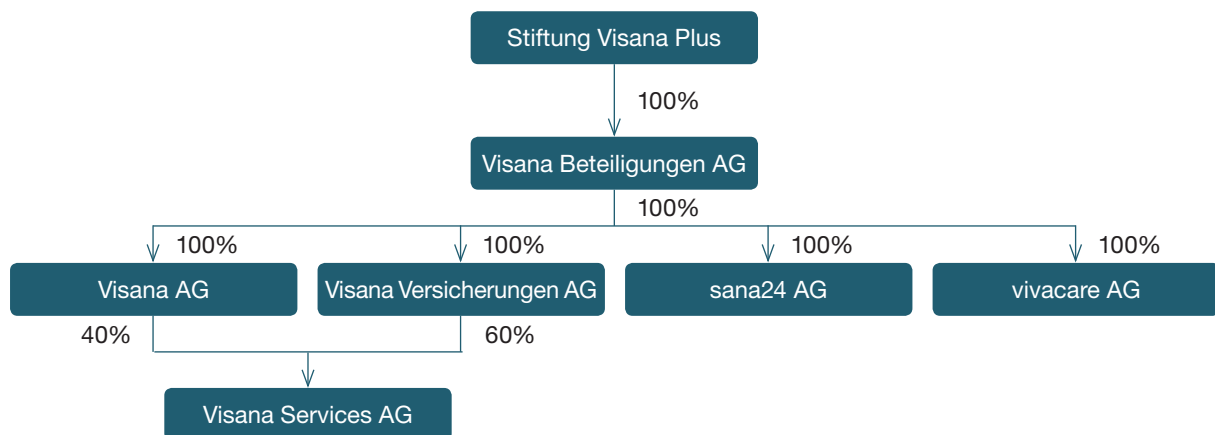 Stiftung Visana Plus
100%
Visana Beteiligungen AG
100%
100%
100%
100%
100%
Visana AG
Visana Versicherungen AG
sana24 AG
vivacare AG
40%
60%
Visana Services AG